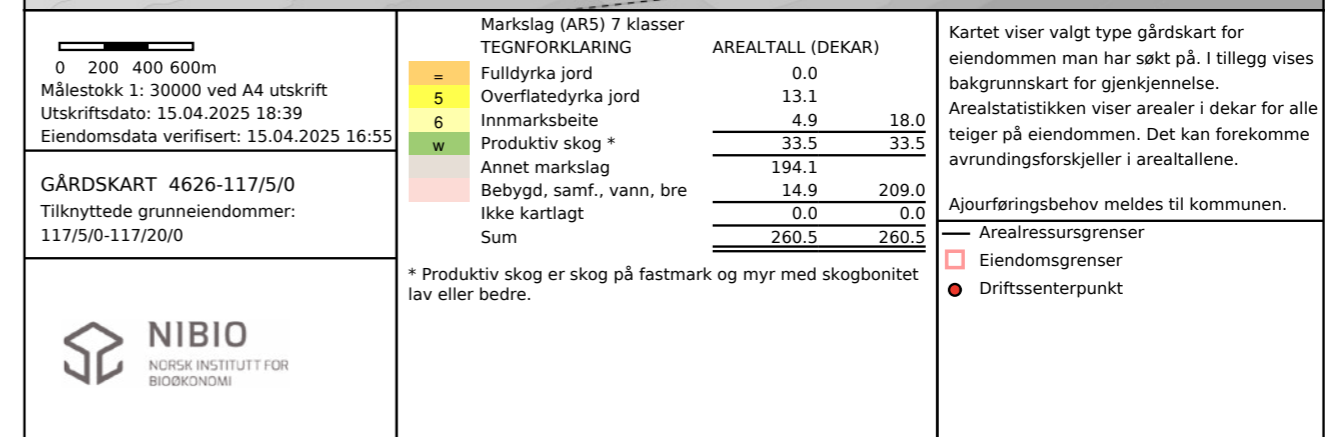 0 200 400 600m
Målestokk 1: 30000 ved A4 utskrift
Utskriftsdato: 15.04.2025 18:39
Eiendomsdata verifisert: 15.04.2025 16:55
GÅRDSKART 4626-117/5/0
Tilknyttede grunneiendommer:
117/5/0-117/20/0
NIBIO
NORSK INSTITUTT FOR
BIOØKONOMI
Markslag (AR5) 7 klasser
TEGNFORKLARING AREALTALL (DEKAR)
= Fulldyrka jord 0.0
5 Overflatedyrka jord 13.1
6 Innmarksbeite 4.9 18.0
w Produktiv skog * 33.5 33.5
Annet markslag 194.1
Bebygd, samf., vann, bre 14.9 209.0
Ikke kartlagt 0.0 0.0
Sum 260.5 260.5
* Produktiv skog er skog på fastmark og myr med skogbonitet
lav eller bedre.
Kartet viser valgt type gårdskart for
eiendommen man har søkt på. I tillegg vises
bakgrunnskart for gjenkjennelse.
Arealstatistikken viser arealer i dekar for alle
teiger på eiendommen. Det kan forekomme
avrundingsforskjeller i arealtallene.
Ajourføringsbehov meldes til kommunen.
Arealressursgrenser
Eiendomsgrenser
Driftssenterpunkt